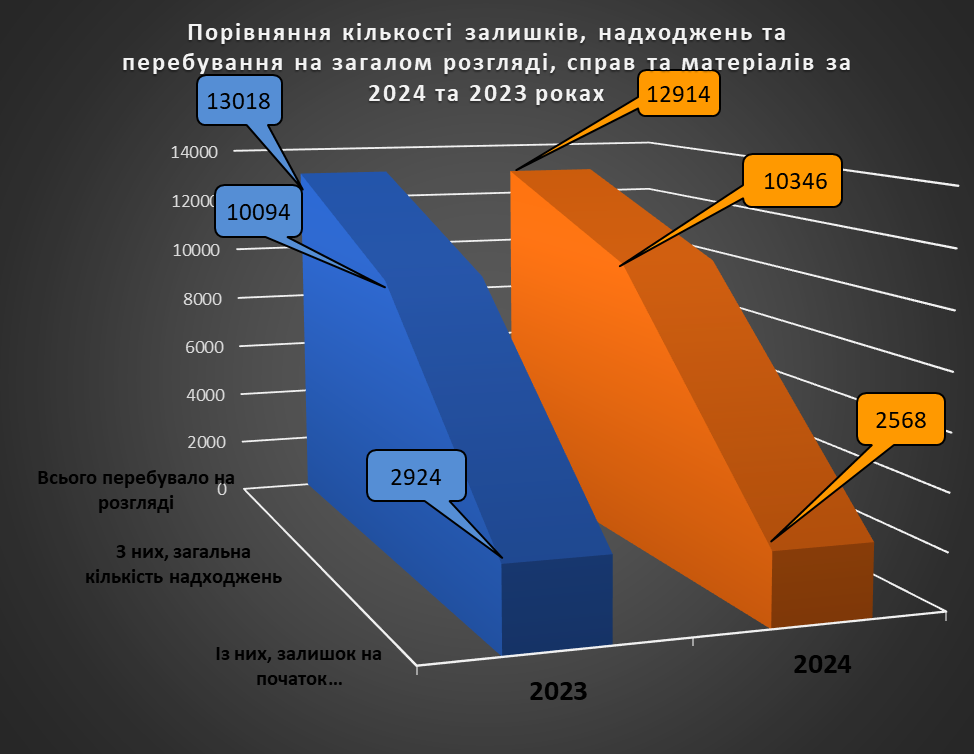 Порівняння кількості залишків, надходжень та
перебування на загалом розгляді, справ та матеріалів за
2024 та 2023 роках
13018
12914
14000
10346
12000
10094
10000
8000
6000
4000
2568
2000
2924
Всього перебувало на
розгляді
0
З них, загальна
кількість надходжень
Із них, залишок на
початок...
2024
2023